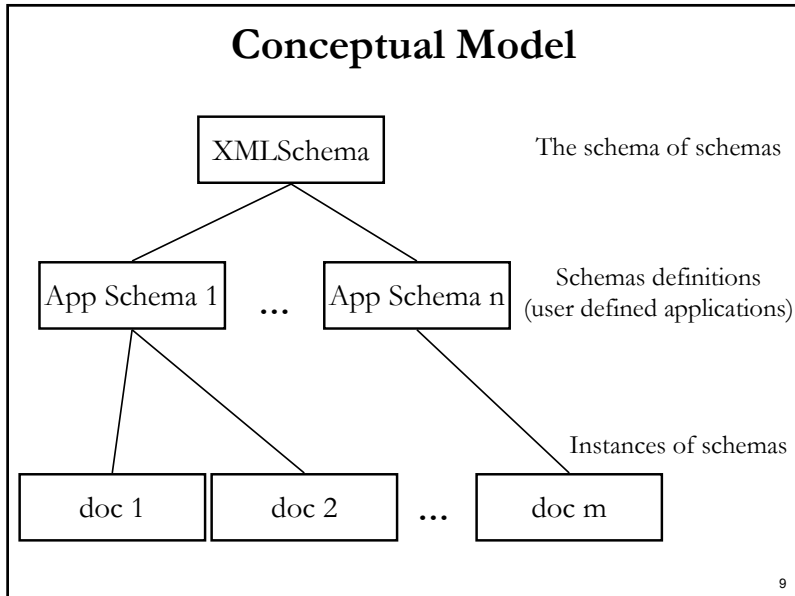 Conceptual Model
XMLSchema
The schema of schemas
App Schema 1
...
App Schema n
Schemas definitions
(user defined applications)
Instances of schemas
doc 1
doc 2
...
doc m
9